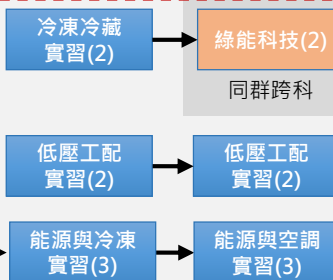 冷凍冷藏
實習(2)
綠能科技(2)
同群跨科
低壓工配
實習(2)
低壓工配
實習(2)
能源與冷凍
實習(3)
能源與空調
實習(3)